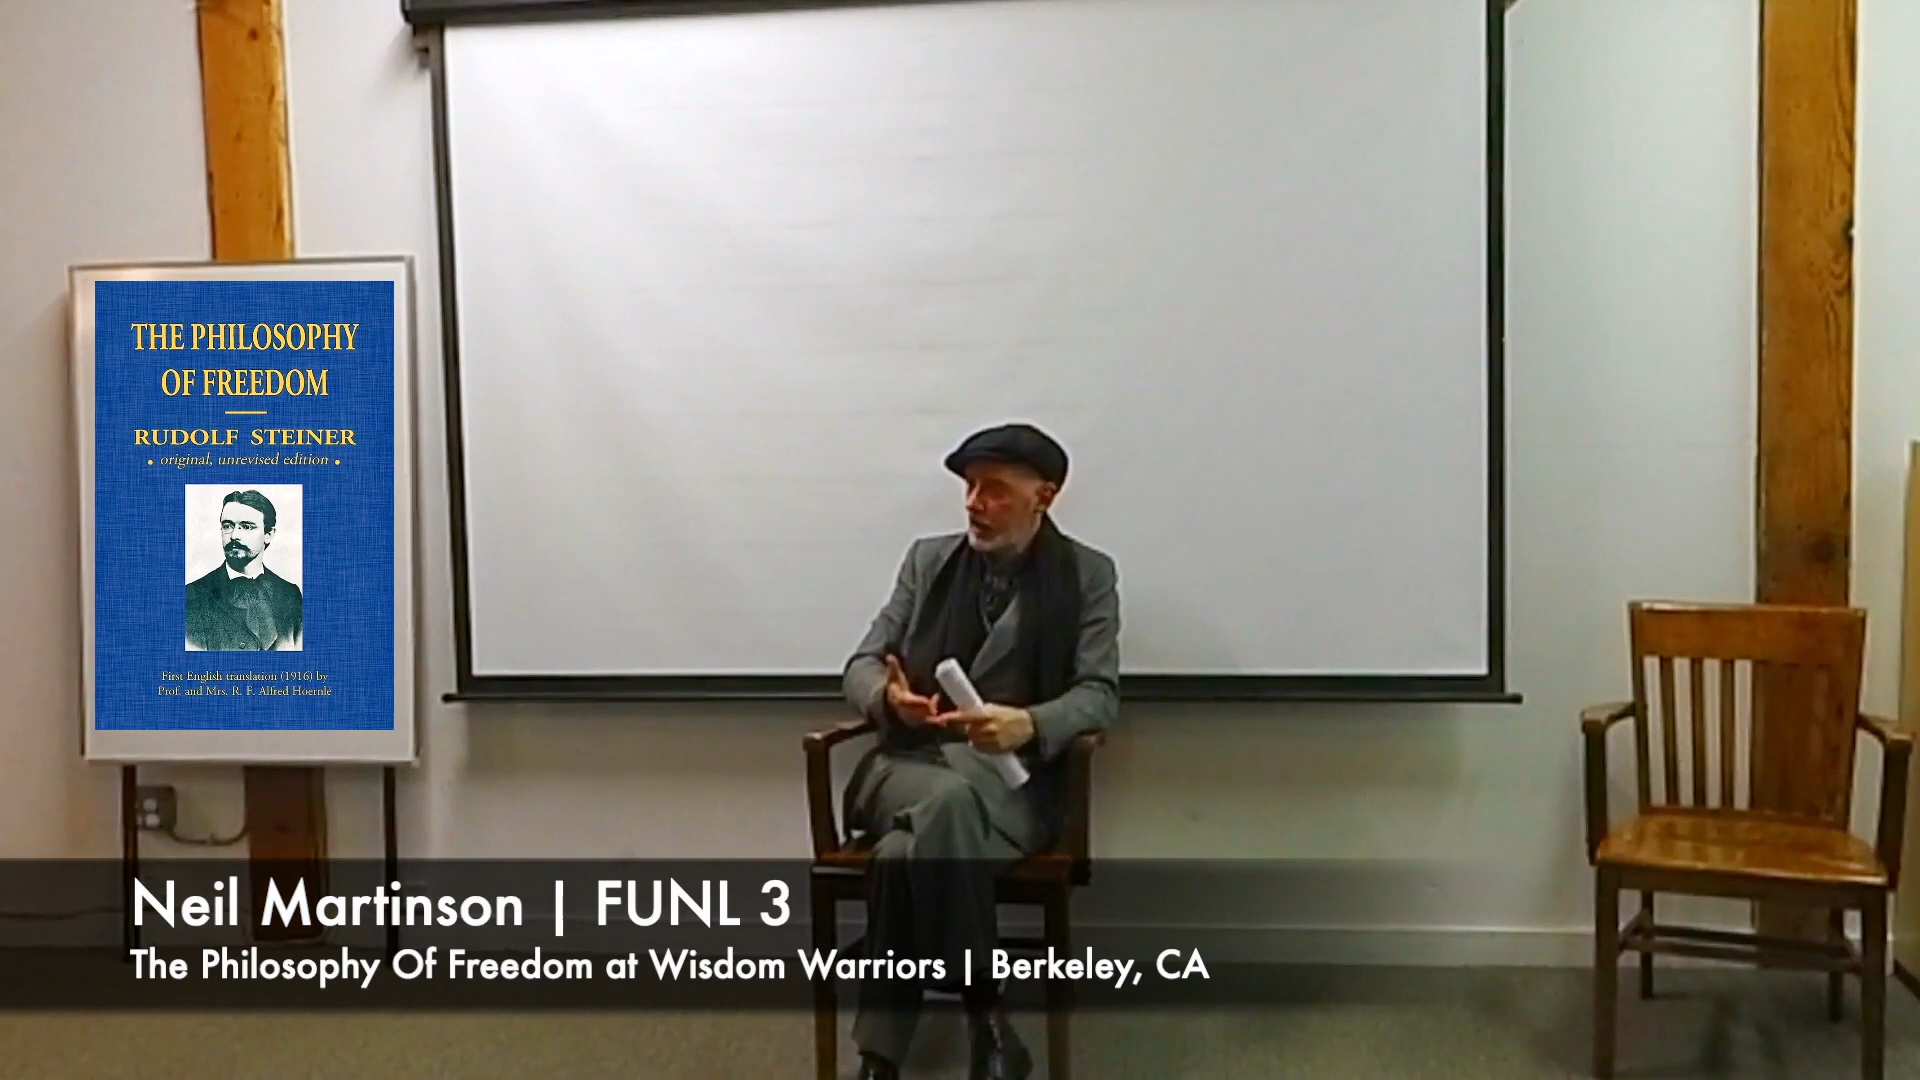 THE PHILOSOPHY
OF FREEDOM
RUDOLF STEINER
• original, unrevised edition •
First English translation (1916) by
Prof. and Mrs. R. F. Alfred Hoernlé
Neil Martinson | FUNL 3
The Philosophy Of Freedom at Wisdom Warriors | Berkeley, CA